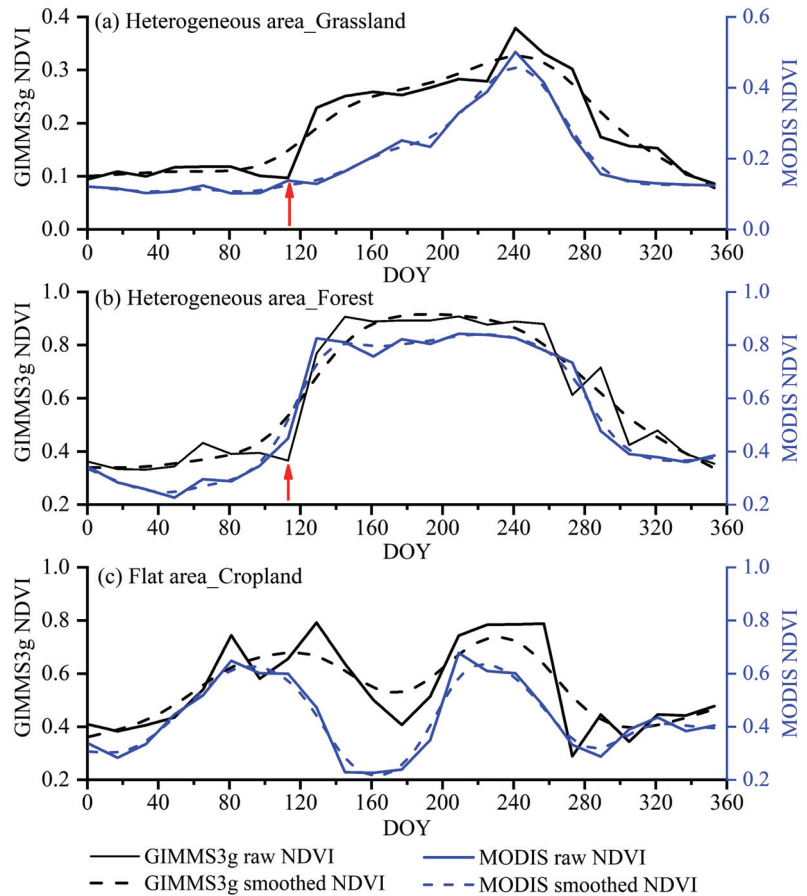 (a) Heterogeneous area_Grassland
GIMMS3g NDVI
0.4
0.3
0.2
0.1
0.0
MODIS NDVI
0.6
0.4
0.2
0.0
0 40 80 120 160 200 240 280 320 360
DOY
(b) Heterogeneous area_Forest
GIMMS3g NDVI
1.0
0.8
0.6
0.4
0.2
MODIS NDVI
1.0
0.8
0.6
0.4
0.2
0 40 80 120 160 200 240 280 320 360
DOY
(c) Flat area_Cropland
GIMMS3g NDVI
1.0
0.8
0.6
0.4
0.2
MODIS NDVI
1.0
0.8
0.6
0.4
0.2
0 40 80 120 160 200 240 280 320 360
DOY
GIMMS3g raw NDVI
MODIS raw NDVI
GIMMS3g smoothed NDVI
MODIS smoothed NDVI